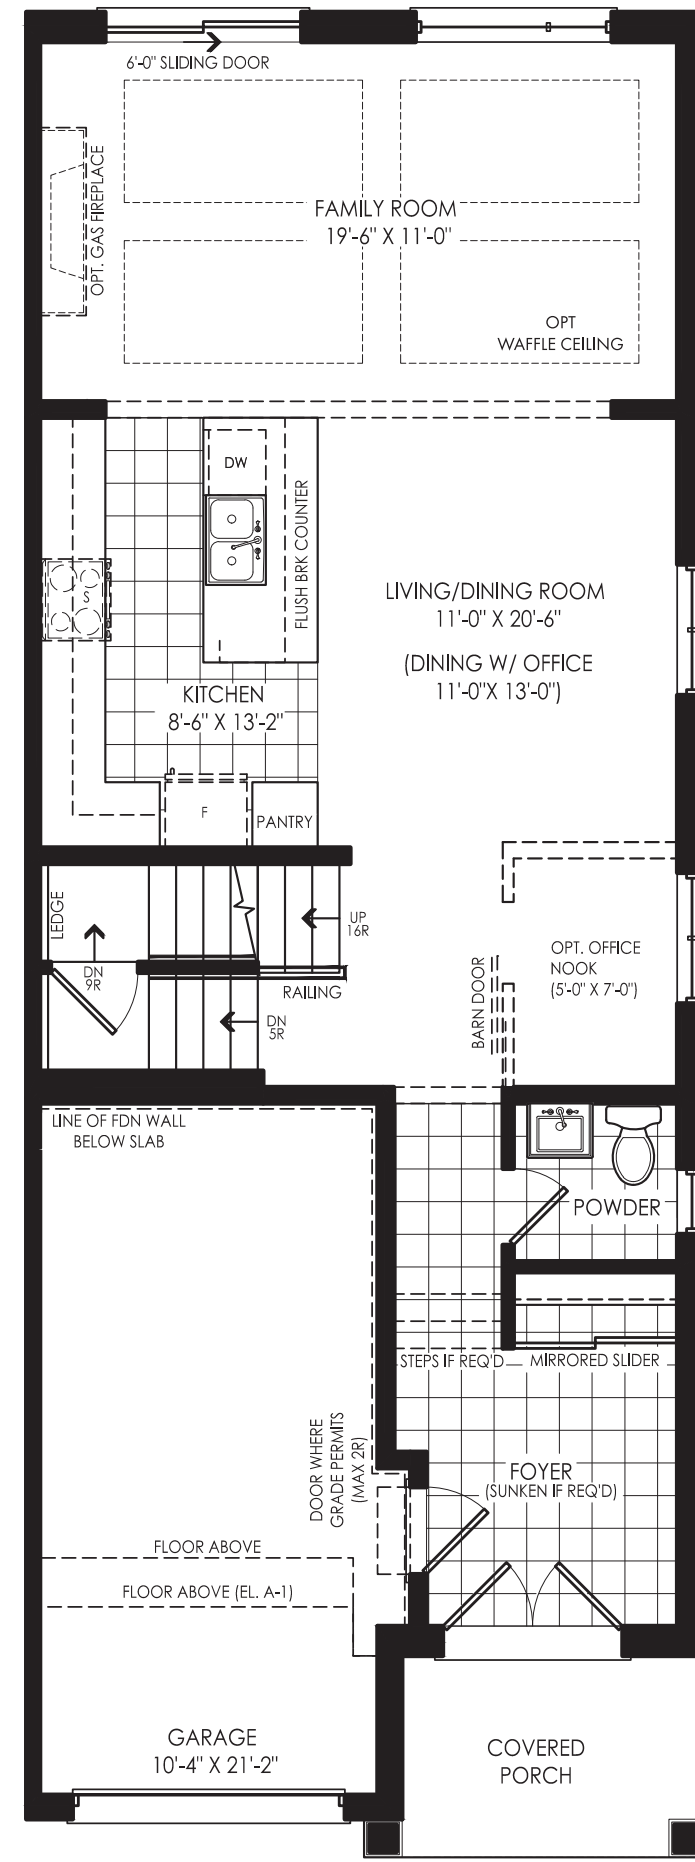 6'-0" SLIDING DOOR
OPT. GAS FIREPLACE
FAMILY ROOM
19'-6" X 11'-0"
OPT
WAFFLE CEILING
DW
FLUSH BRK COUNTER
S
LIVING/DINING ROOM
11'-0" X 20'-6"
(DINING W/ OFFICE
11'-0"X 13'-0")
KITCHEN
8'-6" X 13'-2"
F
PANTRY
LEDGE
UP
16R
DN
9R
RAILING
DN
5R
BARN DOOR
OPT. OFFICE
NOOK
(5'-0" X 7'-0")
LINE OF FDN WALL
BELOW SLAB
POWDER
STEPS IF REQ'D
MIRRORED SLIDER
DOOR WHERE
GRADE PERMITS
(MAX 2R)
FOYER
(SUNKEN IF REQ'D)
FLOOR ABOVE
FLOOR ABOVE (EL. A-1)
GARAGE
10'-4" X 21'-2"
COVERED
PORCH